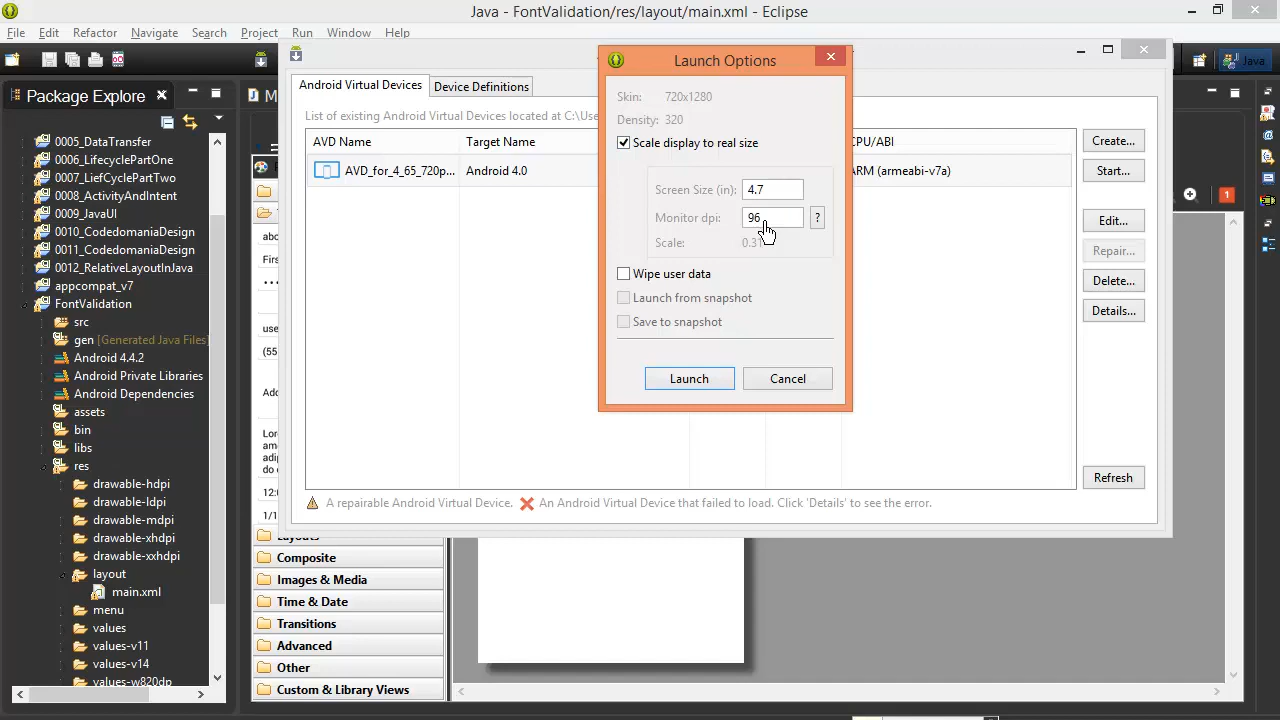 Java - FontValidation/res/layout/main.xml - Eclipse
File Edit Refactor Navigate Search Project Run Window Help
Java
Package Explorer
0005_DataTransfer
0006_LifecyclePartOne
0007_LiefCyclePartTwo
0008_ActivityAndIntent
0009_JavaUI
0010_CodedomaniaDesign
0011_CodedomaniaDesign
0012_RelativeLayoutInJava
appcompat_v7
FontValidation
src
gen [Generated Java Files]
Android 4.4.2
Android Private Libraries
Android Dependencies
assets
bin
libs
res
drawable-hdpi
drawable-ldpi
drawable-mdpi
drawable-xhdpi
drawable-xxhdpi
layout
main.xml
menu
values
values-v11
values-v14
values-w820dp
Android Virtual Devices
Device Definitions
List of existing Android Virtual Devices located at C:\Use
AVD Name Target Name CPU/ABI
AVD_for_4_65_720p... Android 4.0 ARM (armeabi-v7a)
Create...
Start...
Edit...
Repair...
Delete...
Details...
Refresh
A repairable Android Virtual Device. An Android Virtual Device that failed to load. Click 'Details' to see the error.
Launch Options
Skin: 720x1280
Density: 320
Scale display to real size
Screen Size (in): 4.7
Monitor dpi: 96 ?
Scale: 0.31
Wipe user data
Launch from snapshot
Save to snapshot
Launch Cancel
1
Composite
Images & Media
Time & Date
Transitions
Advanced
Other
Custom & Library Views